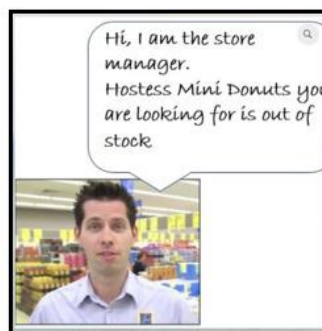 Hi, I am the store
manager.
Hostess Mini Donuts you
are looking for is out of
stock